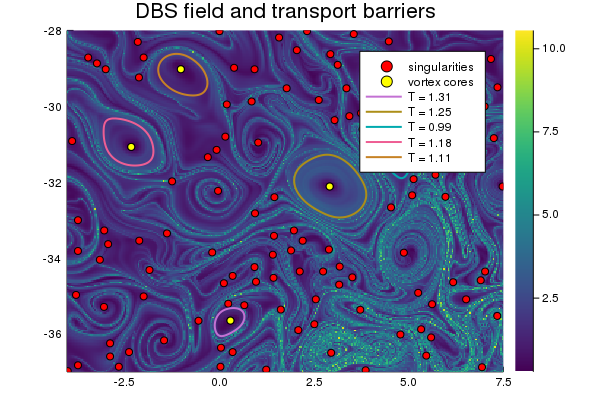 DBS field and transport barriers
-28
-30
-32
-34
-36
-2.5
0.0
2.5
5.0
7.5
singularities
vortex cores
T = 1.31
T = 1.25
T = 0.99
T = 1.18
T = 1.11
10.0
7.5
5.0
2.5